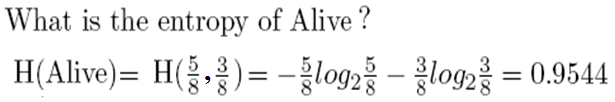 What is the entropy of Alive ?
H(Alive)= H(5/8,3/8)= −5/8log₂5/8 − 3/8log₂3/8 = 0.9544